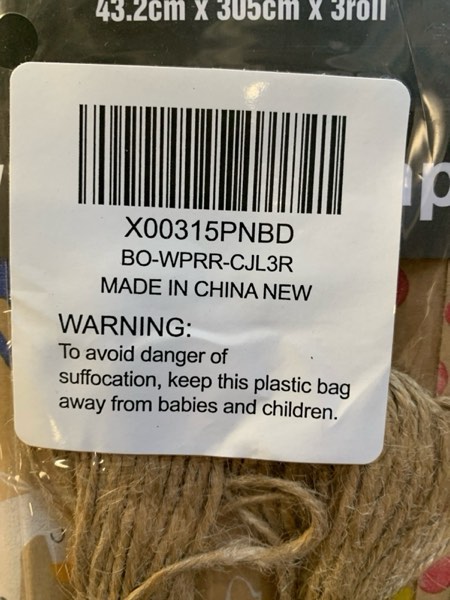 43.2cm x 305cm x 3roll
X00315PNBD
BO-WPRR-CJL3R
MADE IN CHINA NEW
WARNING:
To avoid danger of
suffocation, keep this plastic bag
away from babies and children.